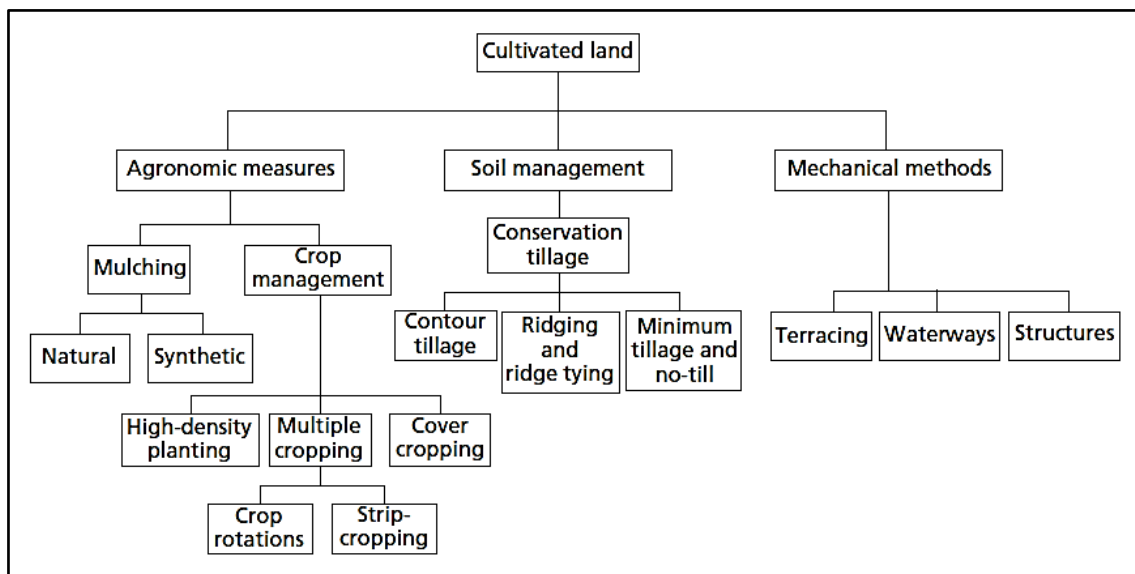 Cultivated land
Agronomic measures
Soil management
Mechanical methods
Mulching
Crop
management
Conservation
tillage
Natural
Synthetic
Contour
tillage
Ridging
and
ridge tying
Minimum
tillage and
no-till
Terracing
Waterways
Structures
High-density
planting
Multiple
cropping
Cover
cropping
Crop
rotations
Strip-
cropping